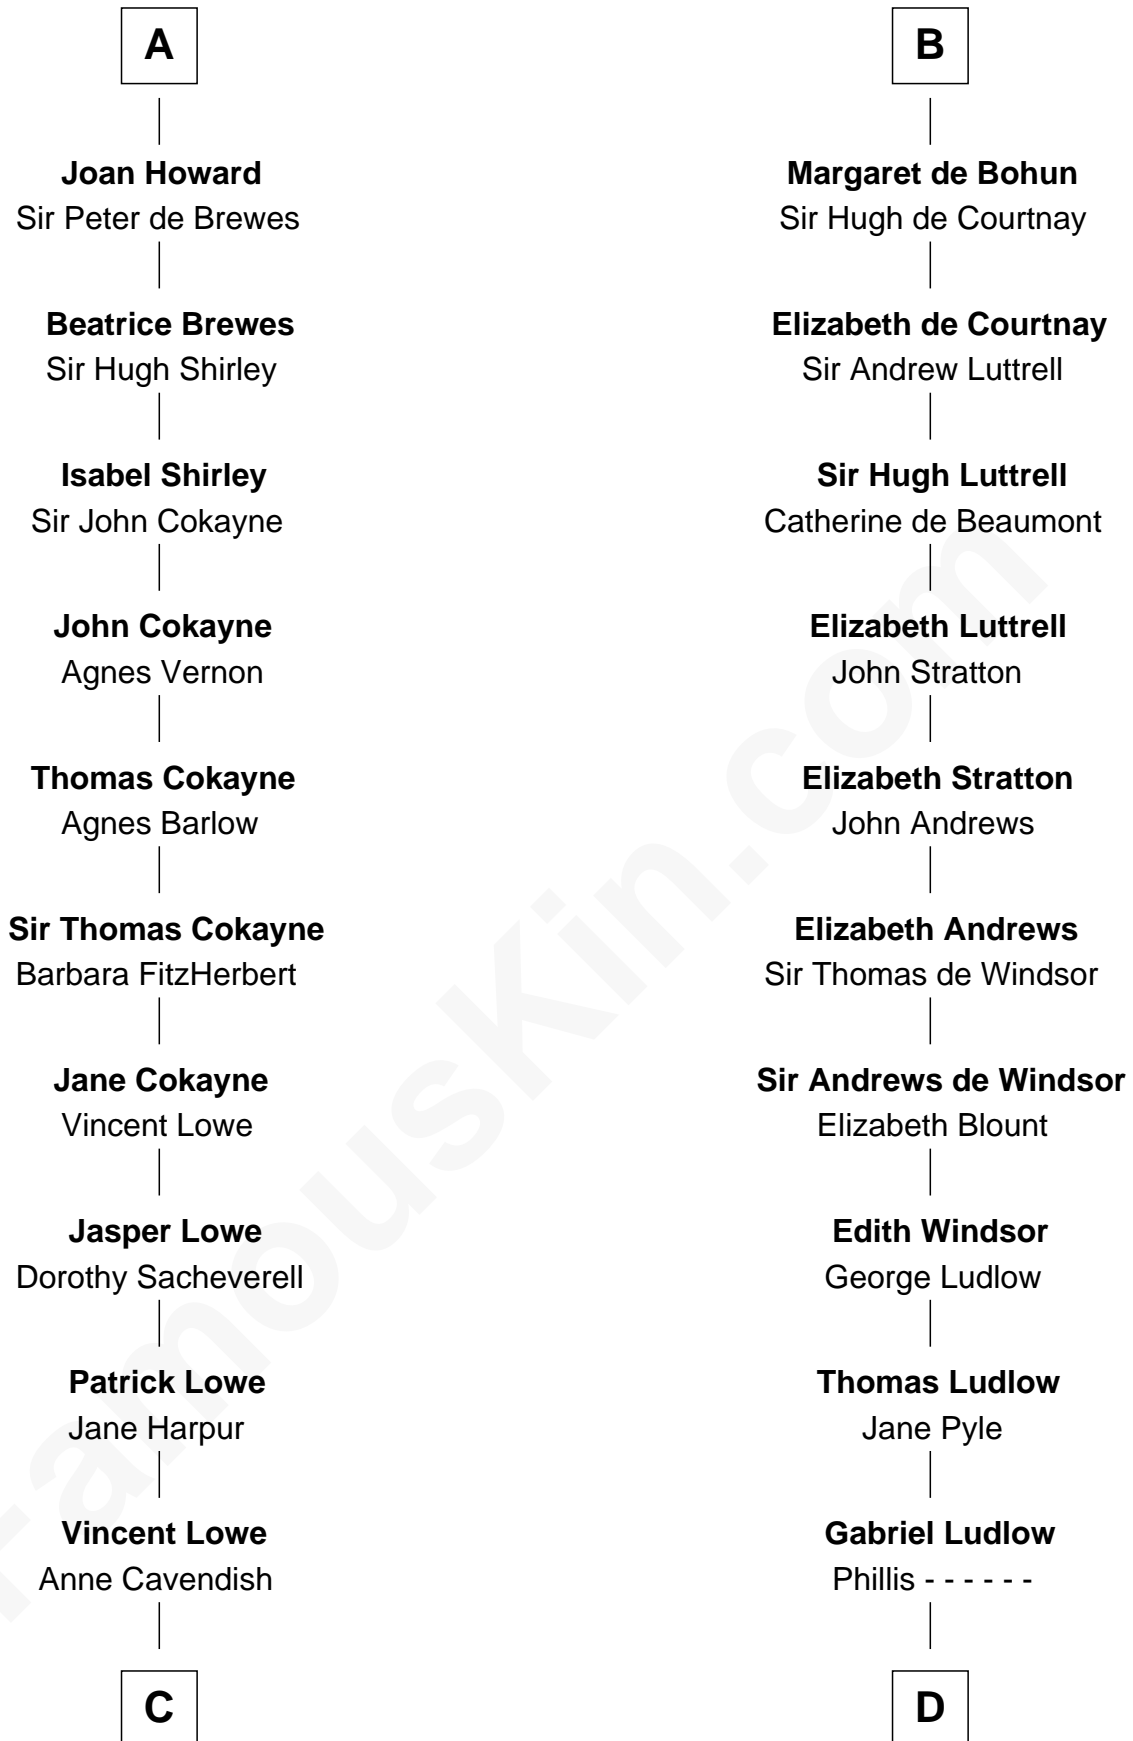 A
Joan Howard
Sir Peter de Brewes
Beatrice Brewes
Sir Hugh Shirley
Isabel Shirley
Sir John Cokayne
John Cokayne
Agnes Vernon
Thomas Cokayne
Agnes Barlow
Sir Thomas Cokayne
Barbara FitzHerbert
Jane Cokayne
Vincent Lowe
Jasper Lowe
Dorothy Sacheverell
Patrick Lowe
Jane Harpur
Vincent Lowe
Anne Cavendish
C
B
Margaret de Bohun
Sir Hugh de Courtnay
Elizabeth de Courtnay
Sir Andrew Luttrell
Sir Hugh Luttrell
Catherine de Beaumont
Elizabeth Luttrell
John Stratton
Elizabeth Stratton
John Andrews
Elizabeth Andrews
Sir Thomas de Windsor
Sir Andrews de Windsor
Elizabeth Blount
Edith Windsor
George Ludlow
Thomas Ludlow
Jane Pyle
Gabriel Ludlow
Phillis - - - - - -
D
FamousKin.com